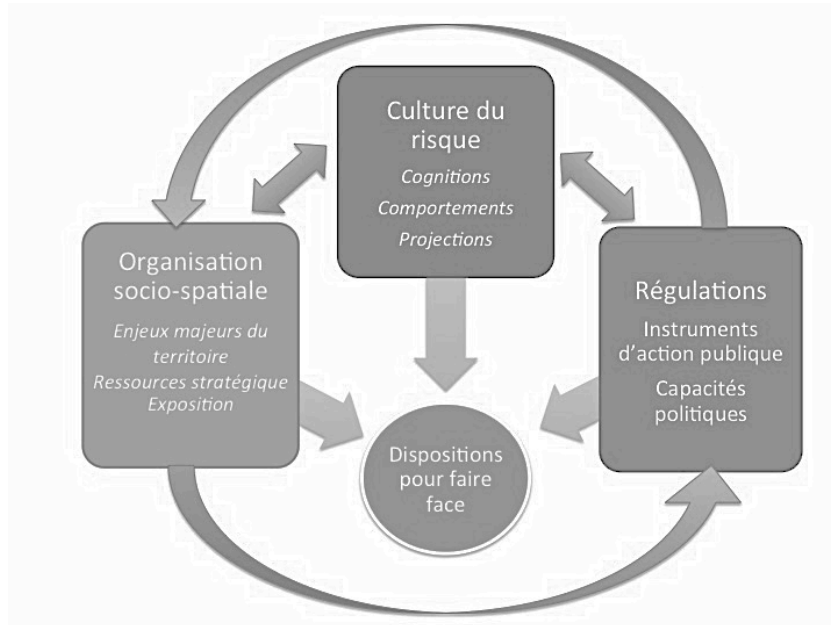 Culture du
risque
Cognitions
Comportements
Projections
Organisation
socio-spatiale
Enjeux majeurs du
territoire
Ressources stratégique
Exposition
Régulations
Instruments
d'action publique
Capacités
politiques
Dispositions
pour faire
face